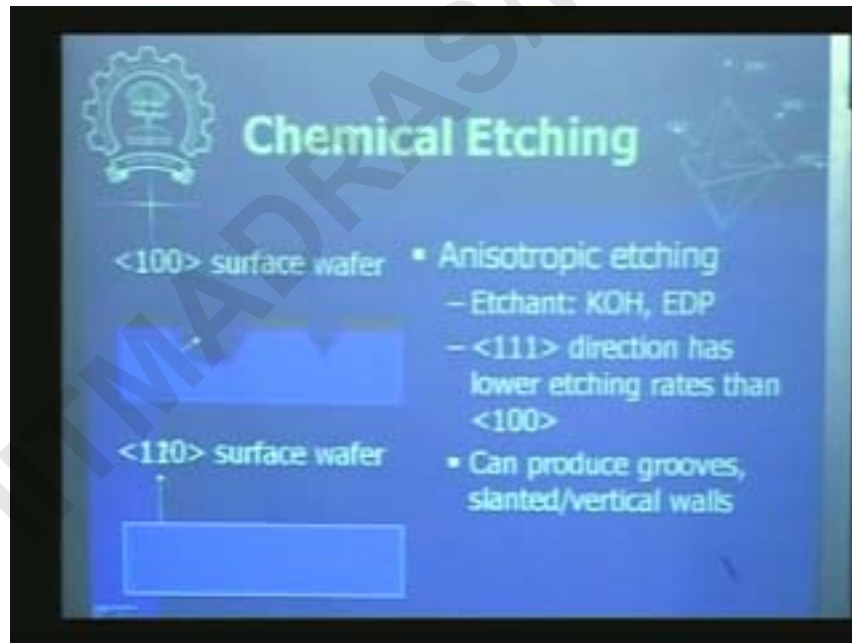 Chemical Etching
<100> surface wafer
<110> surface wafer
▪ Anisotropic etching
– Etchant: KOH, EDP
– <111> direction has
lower etching rates than
<100>
▪ Can produce grooves,
slanted/vertical walls